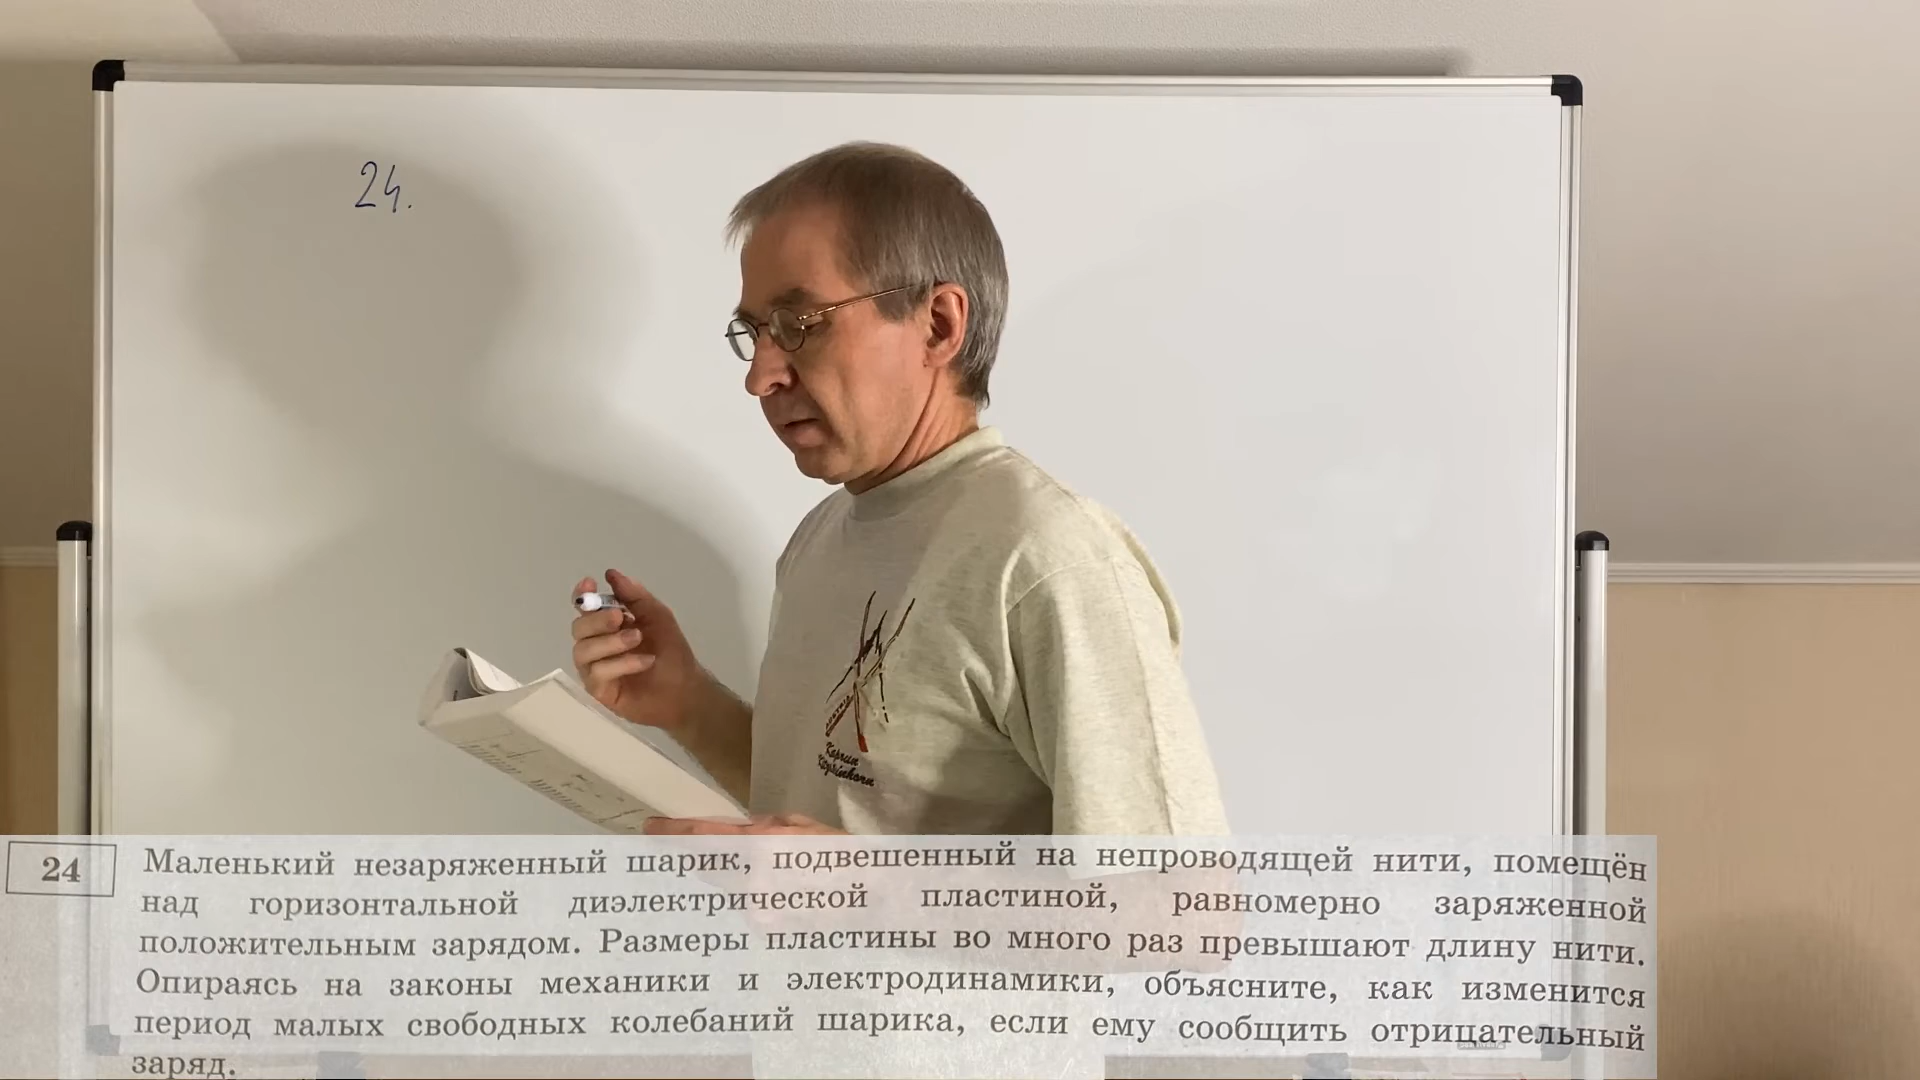 24.
Kaprun
Kitzsteinhorn
24
Маленький незаряженный шарик, подвешенный на непроводящей нити, помещён
над горизонтальной диэлектрической пластиной, равномерно заряженной
положительным зарядом. Размеры пластины во много раз превышают длину нити.
Опираясь на законы механики и электродинамики, объясните, как изменится
период малых свободных колебаний шарика, если ему сообщить отрицательный
заряд.